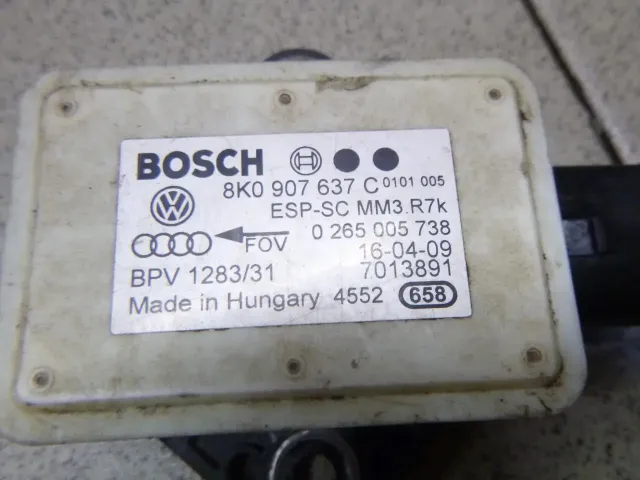 BOSCH
8K0 907 637 C 0101 005
ESP-SC MM3.R7k
FOV 0 265 005 738
16-04-09
BPV 1283/31 7013891
Made in Hungary 4552 658